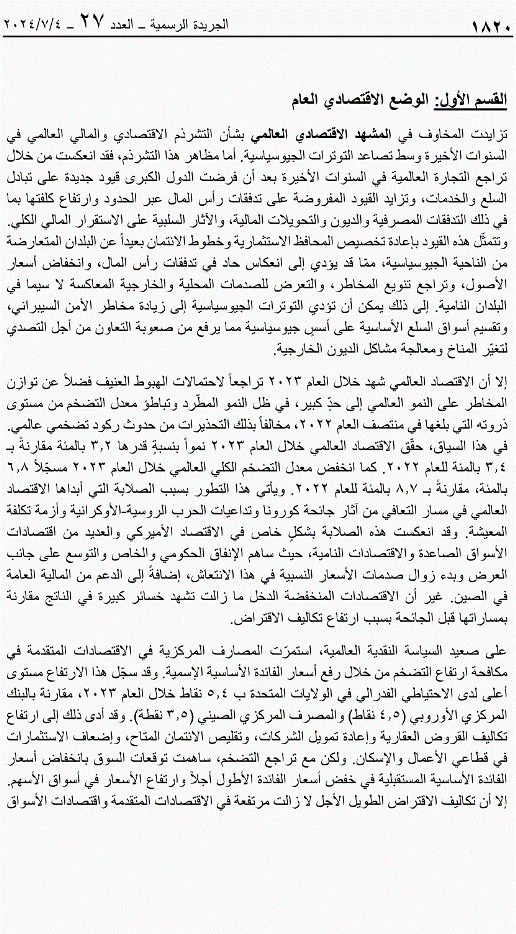 ١٨٢٠
الجريدة الرسمية ـ العدد ٢٧ ـ ٢٠٢٤/٧/٤
القسم الأول: الوضع الاقتصادي العام
تزايدت المخاوف في المشهد الاقتصادي العالمي بشأن التشرذم الاقتصادي والمالي العالمي في
السنوات الأخيرة وسط تصاعد التوترات الجيوسياسية. أما مظاهر هذا التشرذم، فقد انعكست من خلال
تراجع التجارة العالمية في السنوات الأخيرة بعد أن فرضت الدول الكبرى قيود جديدة على تبادل
السلع والخدمات، وتزايد القيود المفروضة على تدفقات رأس المال عبر الحدود وارتفاع كلفتها بما
في ذلك التدفقات المصرفية والديون والتحويلات المالية، والآثار السلبية على الاستقرار المالي الكلي.
وتتمثّل هذه القيود بإعادة تخصيص المحافظ الاستثمارية وخطوط الائتمان بعيداً عن البلدان المتعارضة
من الناحية الجيوسياسية، ممّا قد يؤدي إلى انعكاس حاد في تدفقات رأس المال، وانخفاض أسعار
الأصول، وتراجع تنويع المخاطر، والتعرض للصدمات المحلية والخارجية المعاكسة لا سيما في
البلدان النامية. إلى ذلك يمكن أن تؤدي التوترات الجيوسياسية إلى زيادة مخاطر الأمن السيبراني،
وتقسيم أسواق السلع الأساسية على أسسٍ جيوسياسية مما يرفع من صعوبة التعاون من أجل التصدي
لتغيّر المناخ ومعالجة مشاكل الديون الخارجية.
إلا أن الاقتصاد العالمي شهد خلال العام ٢٠٢٣ تراجعاً لاحتمالات الهبوط العنيف فضلاً عن توازن
المخاطر على النمو العالمي إلى حدّ كبير، في ظل النمو المطّرد وتباطؤ معدل التضخم من مستوى
ذروته التي بلغها في منتصف العام ٢٠٢٢، مخالفاً بذلك التحذيرات من حدوث ركود تضخمي عالمي.
في هذا السياق، حقّق الاقتصاد العالمي خلال العام ٢٠٢٣ نمواً بنسبةٍ قدرها ٣,٢ بالمئة مقارنةً بـ
٣,٤ بالمئة للعام ٢٠٢٢. كما انخفض معدل التضخم الكلي العالمي خلال العام ٢٠٢٣ مسجّلاً ٦,٨
بالمئة، مقارنةً بـ ٨,٧ بالمئة للعام ٢٠٢٢. ويأتي هذا التطور بسبب الصلابة التي أبداها الاقتصاد
العالمي في مسار التعافي من آثار جائحة كورونا وتداعيات الحرب الروسية-الأوكرانية وأزمة تكلفة
المعيشة. وقد انعكست هذه الصلابة بشكلٍ خاص في الاقتصاد الأميركي والعديد من اقتصادات
الأسواق الصاعدة والاقتصادات النامية، حيث ساهم الإنفاق الحكومي والخاص والتوسع على جانب
العرض وبدء زوال صدمات الأسعار النسبية في هذا الانتعاش، إضافةً إلى الدعم من المالية العامة
في الصين. غير أن الاقتصادات المنخفضة الدخل ما زالت تشهد خسائر كبيرة في الناتج مقارنة
بمساراتها قبل الجائحة بسبب ارتفاع تكاليف الاقتراض.
على صعيد السياسة النقدية العالمية، استمرّت المصارف المركزية في الاقتصادات المتقدمة في
مكافحة ارتفاع التضخم من خلال رفع أسعار الفائدة الأساسية الإسمية. وقد سجّل هذا الارتفاع مستوى
أعلى لدى الاحتياطي الفدرالي في الولايات المتحدة ب ٥,٤ نقاط خلال العام ٢٠٢٣، مقارنة بالبنك
المركزي الأوروبي (٤,٥ نقاط) والمصرف المركزي الصيني (٣,٥ نقطة). وقد أدى ذلك إلى ارتفاع
تكاليف القروض العقارية وإعادة تمويل الشركات، وتقليص الائتمان المتاح، وإضعاف الاستثمارات
في قطاعي الأعمال والإسكان. ولكن مع تراجع التضخم، ساهمت توقعات السوق بانخفاض أسعار
الفائدة الأساسية المستقبلية في خفض أسعار الفائدة الأطول أجلاً وارتفاع الأسعار في أسواق الأسهم.
إلا أن تكاليف الاقتراض الطويل الأجل لا زالت مرتفعة في الاقتصادات المتقدمة واقتصادات الأسواق